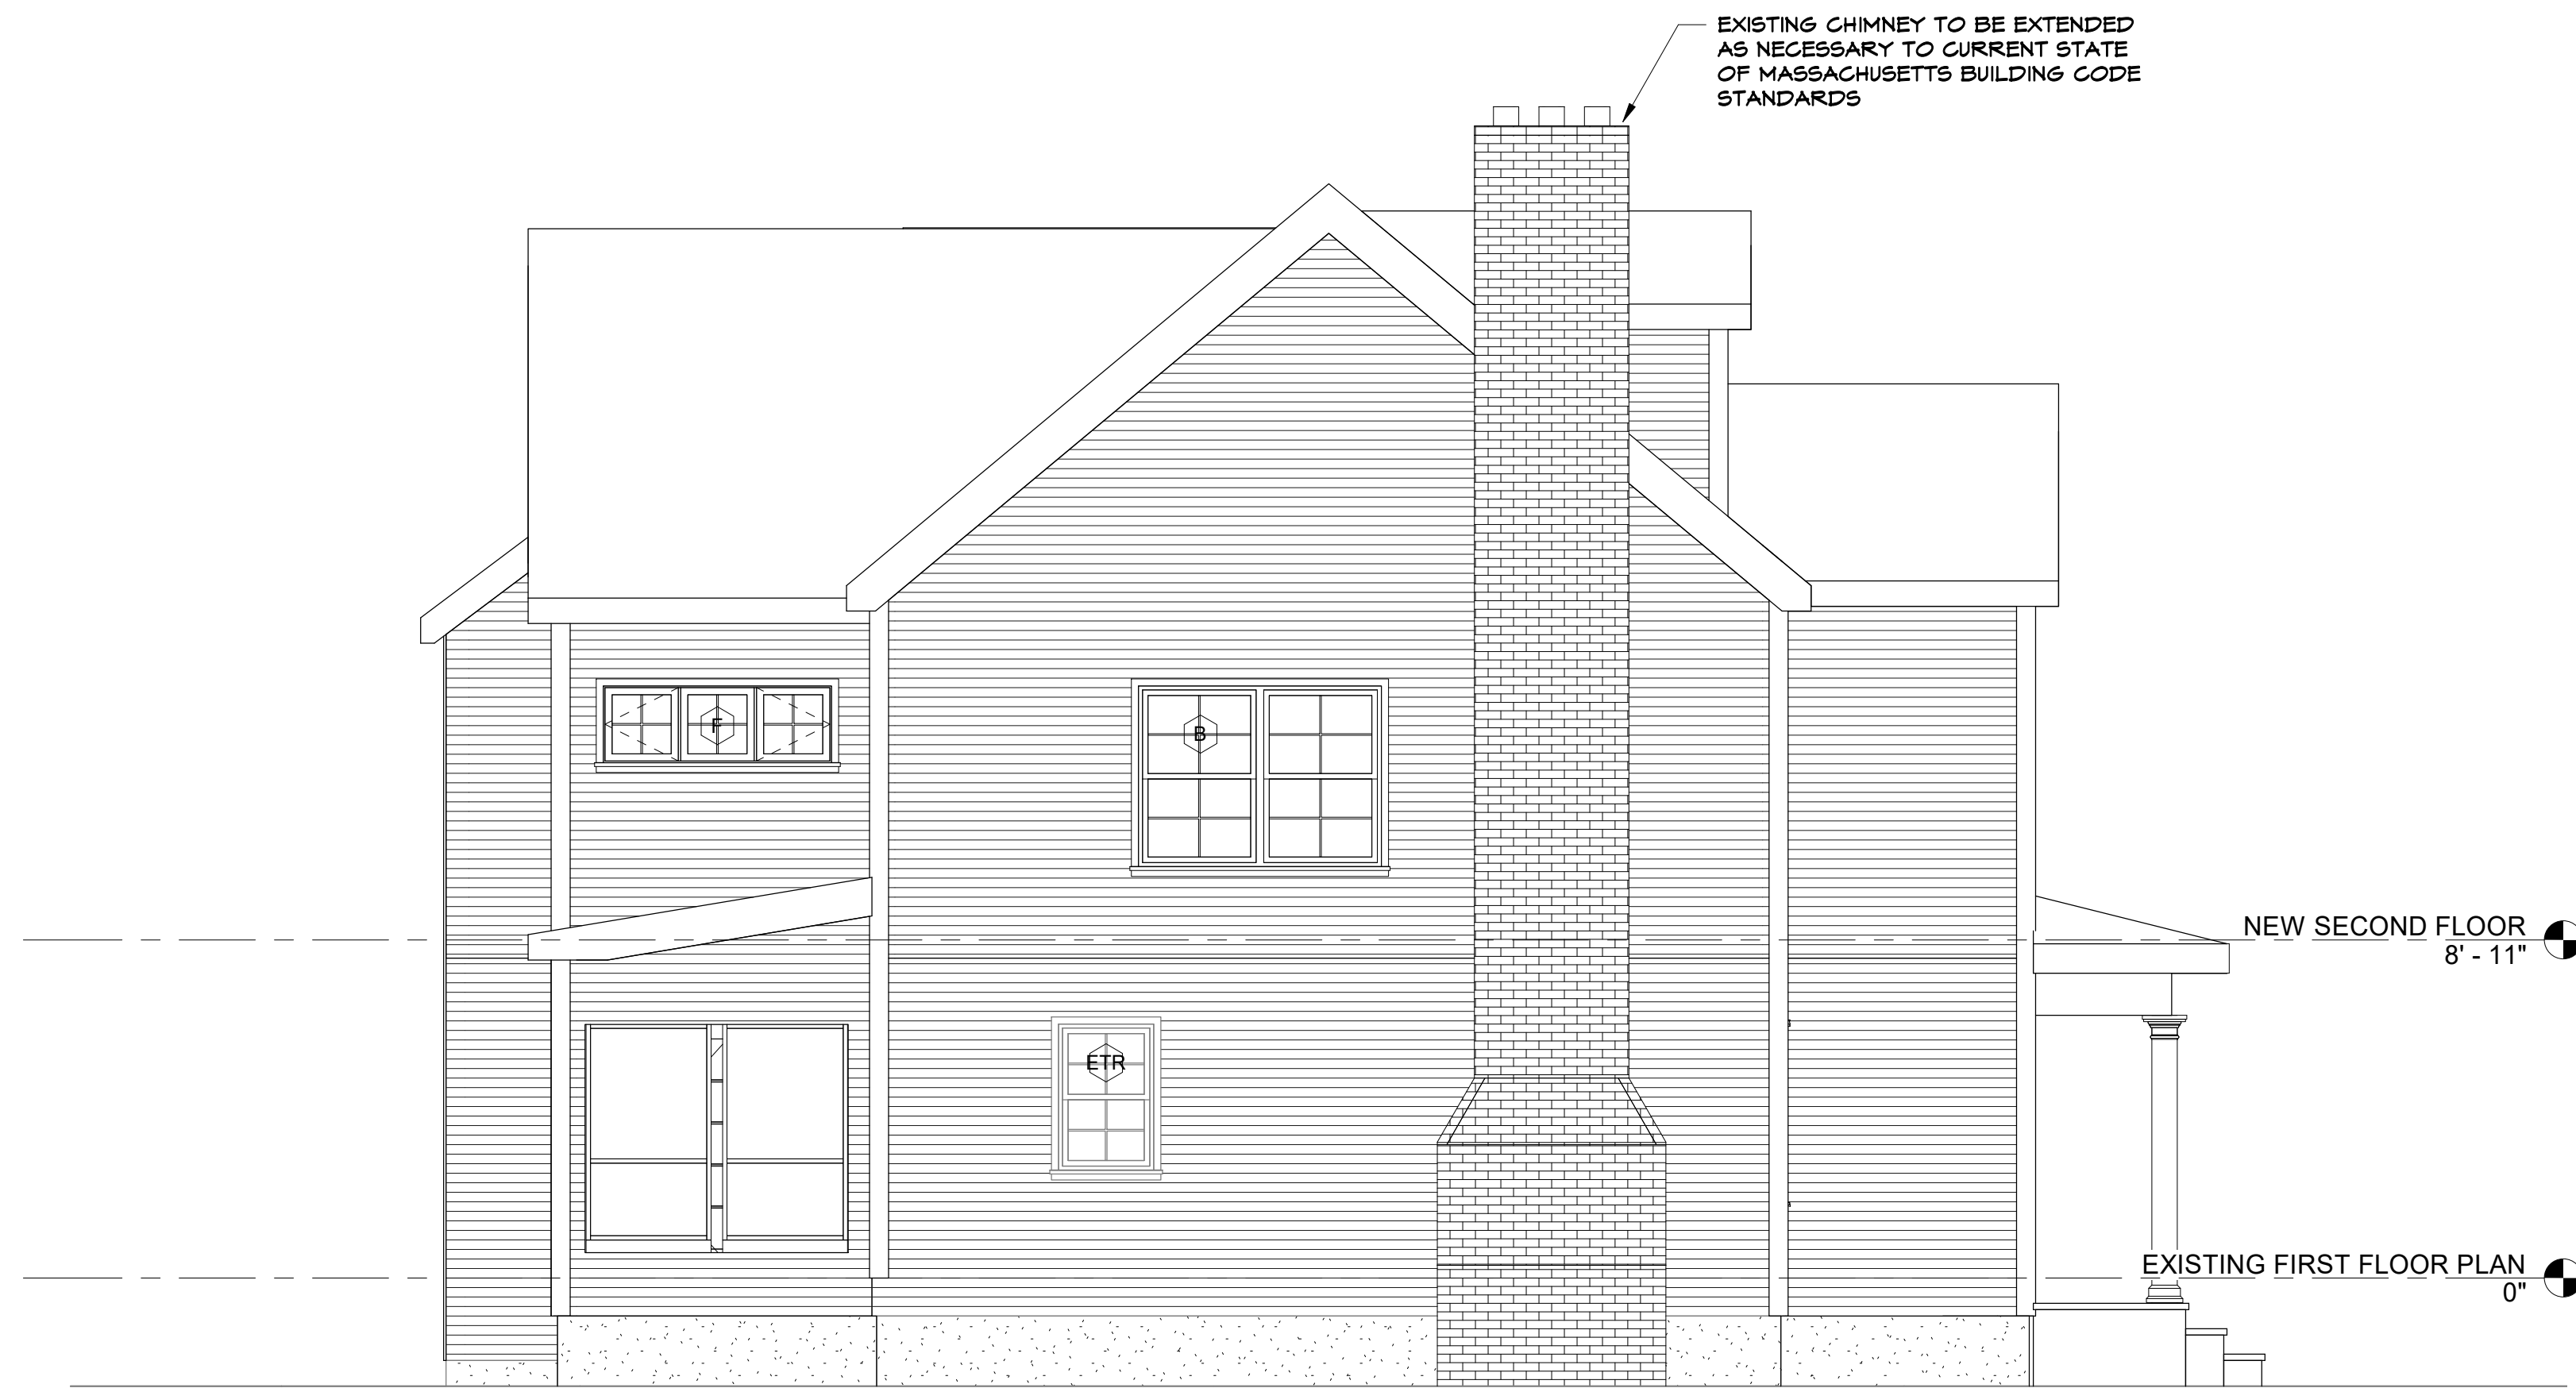 EXISTING CHIMNEY TO BE EXTENDED
AS NECESSARY TO CURRENT STATE
OF MASSACHUSETTS BUILDING CODE
STANDARDS
F
B
NEW SECOND FLOOR
8' - 11"
ETR
EXISTING FIRST FLOOR PLAN
0"